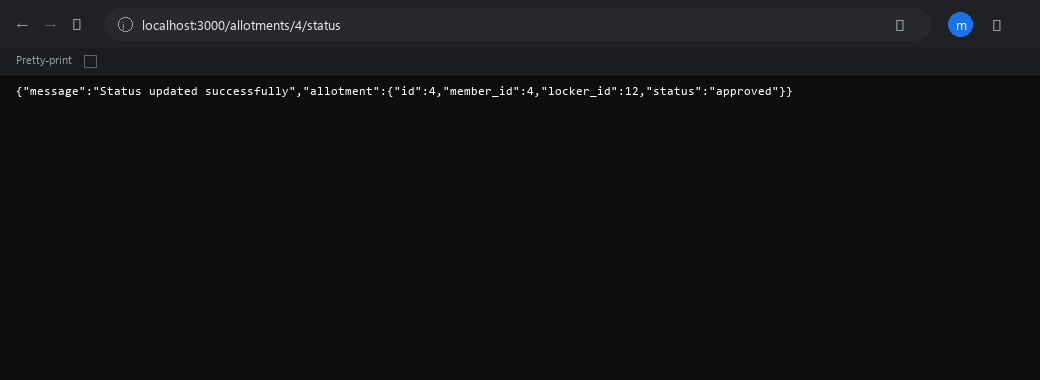 localhost:3000/allotments/4/status
m
Pretty-print
{"message":"Status updated successfully","allotment":{"id":4,"member_id":4,"locker_id":12,"status":"approved"}}